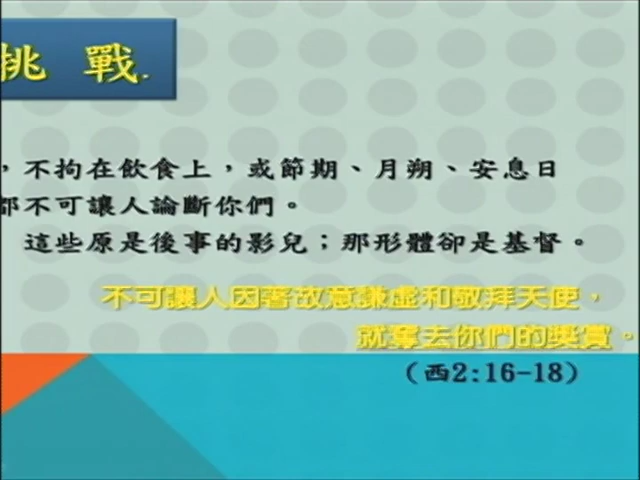 挑 戰.
，不拘在飲食上，或節期、月朔、安息日
都不可讓人論斷你們。
這些原是後事的影兒；那形體卻是基督。
不可讓人因著故意謙虛和敬拜天使，
就奪去你們的獎賞。
（西2:16-18）